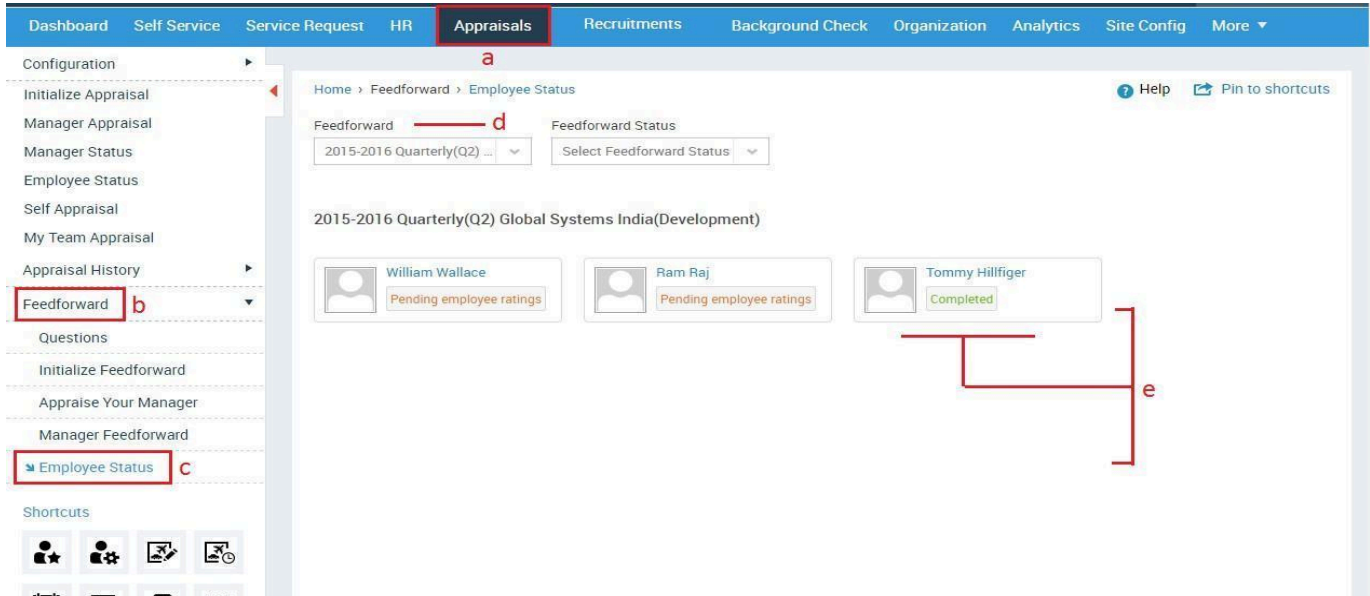 Dashboard Self Service Service Request HR Appraisals Recruitments Background Check Organization Analytics Site Config More
a
Configuration
Initialize Appraisal
Manager Appraisal
Manager Status
Employee Status
Self Appraisal
My Team Appraisal
Appraisal History
Feedforward b
Questions
Initialize Feedforward
Appraise Your Manager
Manager Feedforward
Employee Status c
Shortcuts
Home › Feedforward › Employee Status
Help Pin to shortcuts
Feedforward d Feedforward Status
2015-2016 Quarterly(Q2) ... Select Feedforward Status
2015-2016 Quarterly(Q2) Global Systems India(Development)
William Wallace
Pending employee ratings
Ram Raj
Pending employee ratings
Tommy Hillfiger
Completed
e